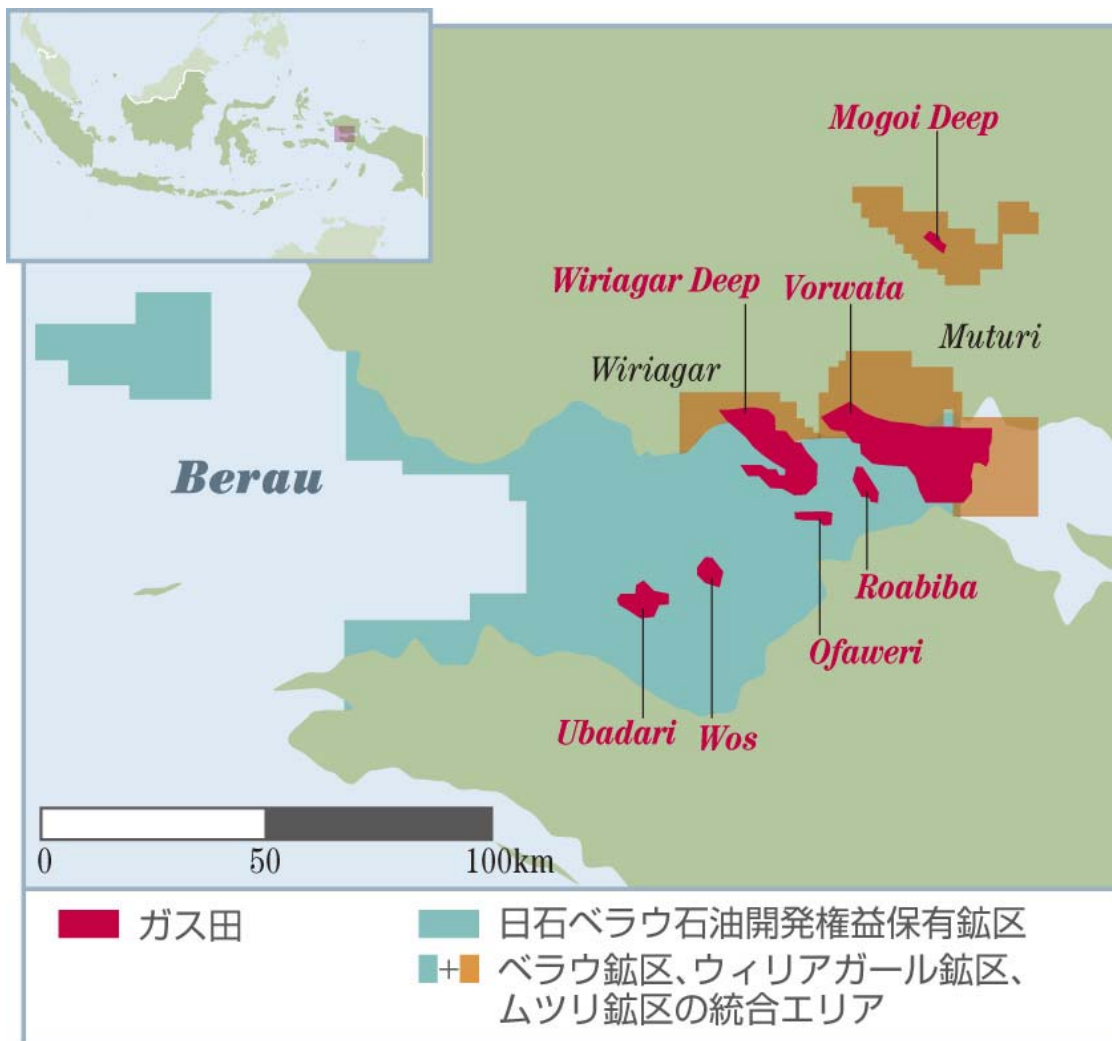 Mogoi Deep
Wiriagar Deep
Vorwata
Muturi
Wiriagar
Berau
Roabiba
Ofaweri
Ubadari
Wos
0
50
100km
ガス田
日石ベラウ石油開発権益保有鉱区
+
ベラウ鉱区、ウィリアガール鉱区、
ムツリ鉱区の統合エリア